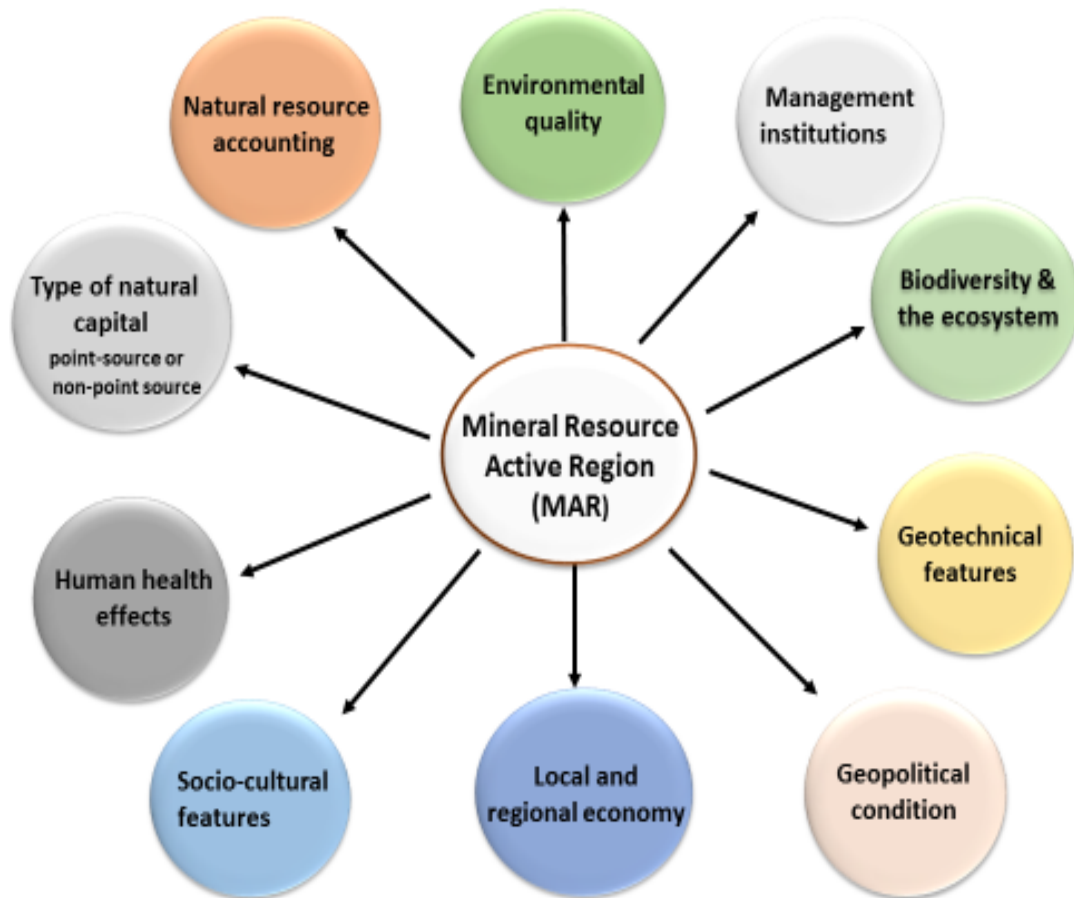 Natural resource
accounting
Environmental
quality
Management
institutions
Type of natural
capital
point-source or
non-point source
Biodiversity &
the ecosystem
Mineral Resource
Active Region
(MAR)
Geotechnical
features
Human health
effects
Socio-cultural
features
Local and
regional economy
Geopolitical
condition